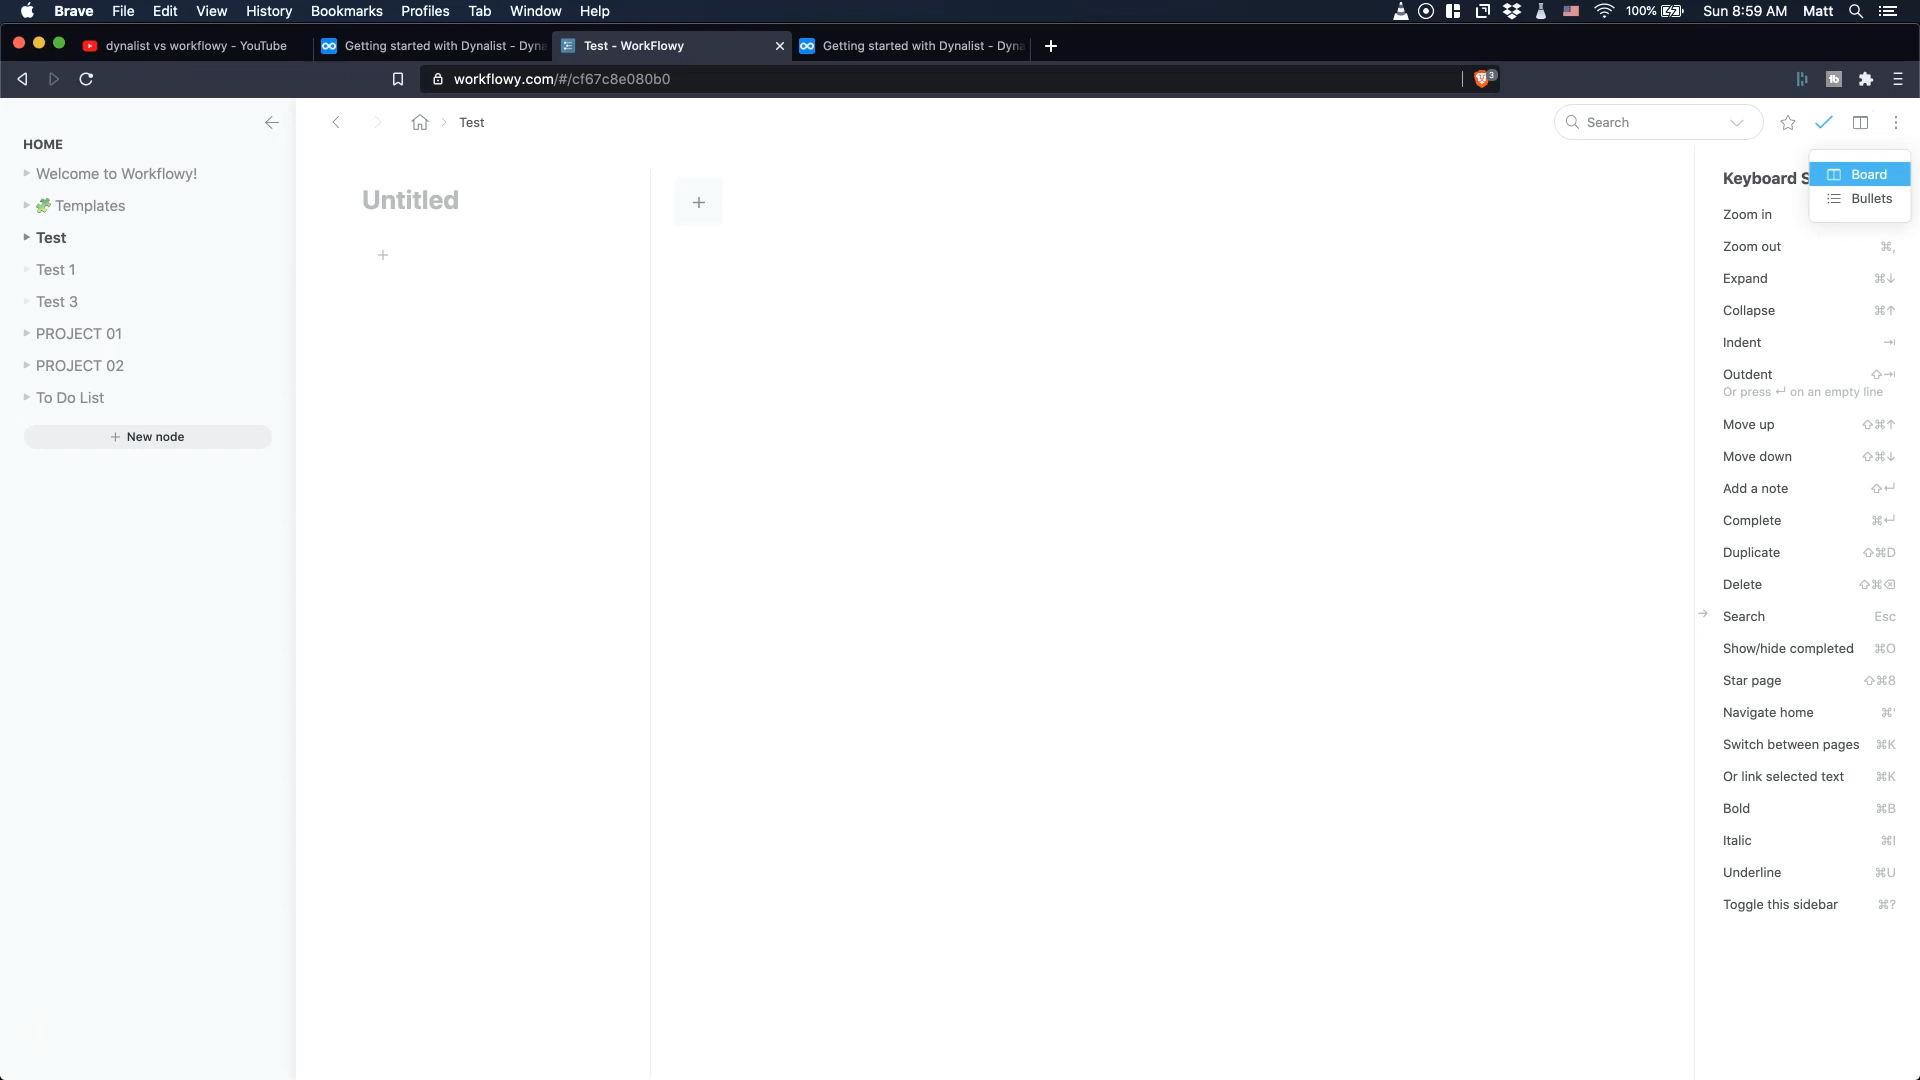 Brave File Edit View History Bookmarks Profiles Tab Window Help 100% Sun 8:59 AM Matt
dynalist vs workflowy - YouTube Getting started with Dynalist - Dyna Test - WorkFlowy Getting started with Dynalist - Dyna
workflowy.com/#/cf67c8e080b0 3
HOME
Welcome to Workflowy!
Templates
Test
Test 1
Test 3
PROJECT 01
PROJECT 02
To Do List
+ New node
Test
Search
Untitled
Board
Bullets
Keyboard S
Zoom in
Zoom out ⌘,
Expand ⌘↓
Collapse ⌘↑
Indent ⇥
Outdent ⇧⇥
Or press ↵ on an empty line
Move up ⇧⌘↑
Move down ⇧⌘↓
Add a note ⇧↵
Complete ⌘↵
Duplicate ⇧⌘D
Delete ⇧⌘⌫
Search Esc
Show/hide completed ⌘O
Star page ⇧⌘8
Navigate home ⌘'
Switch between pages ⌘K
Or link selected text ⌘K
Bold ⌘B
Italic ⌘I
Underline ⌘U
Toggle this sidebar ⌘?